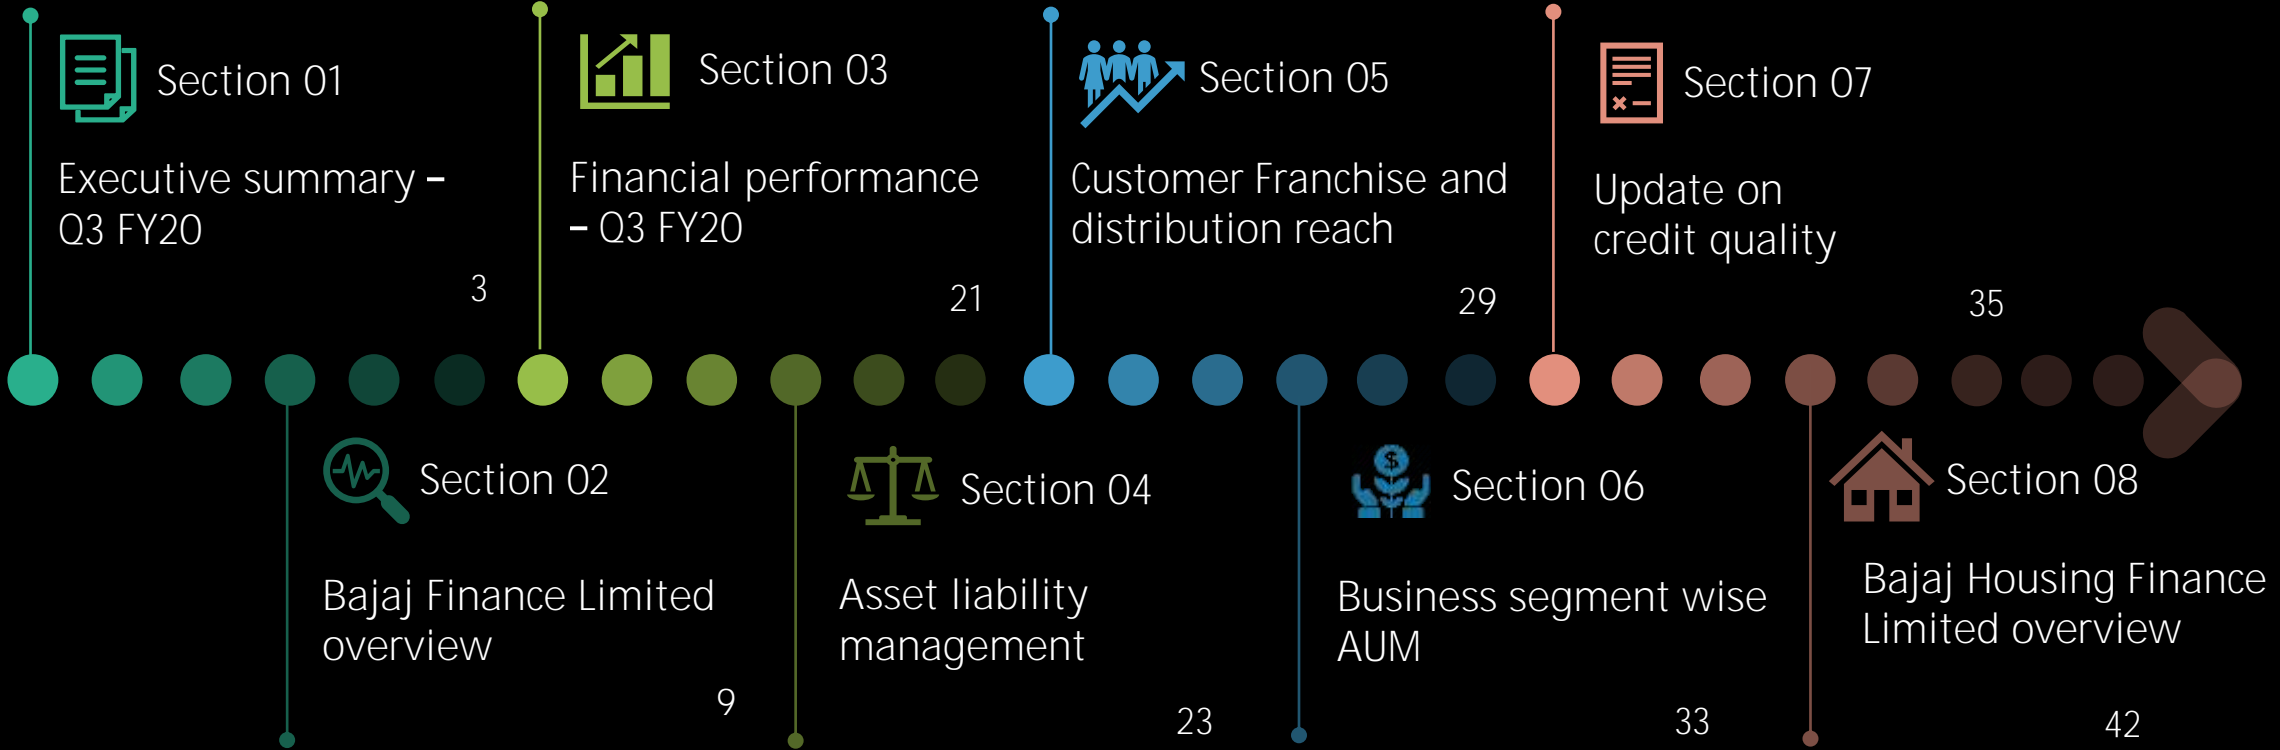 Section 01
Executive summary –
Q3 FY20
3
Section 02
Bajaj Finance Limited
overview
9
Section 03
Financial performance
– Q3 FY20
21
Section 04
Asset liability
management
23
Section 05
Customer Franchise and
distribution reach
29
Section 06
Business segment wise
AUM
33
Section 07
Update on
credit quality
35
Section 08
Bajaj Housing Finance
Limited overview
42